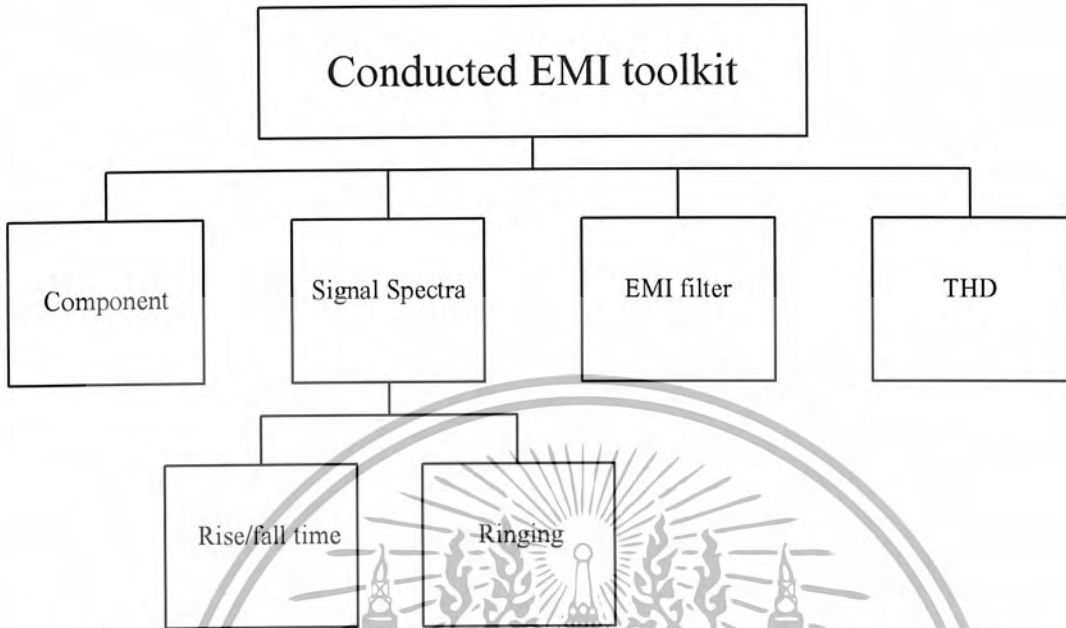 Conducted EMI toolkit
Component
Signal Spectra
EMI filter
THD
Rise/fall time
Ringing